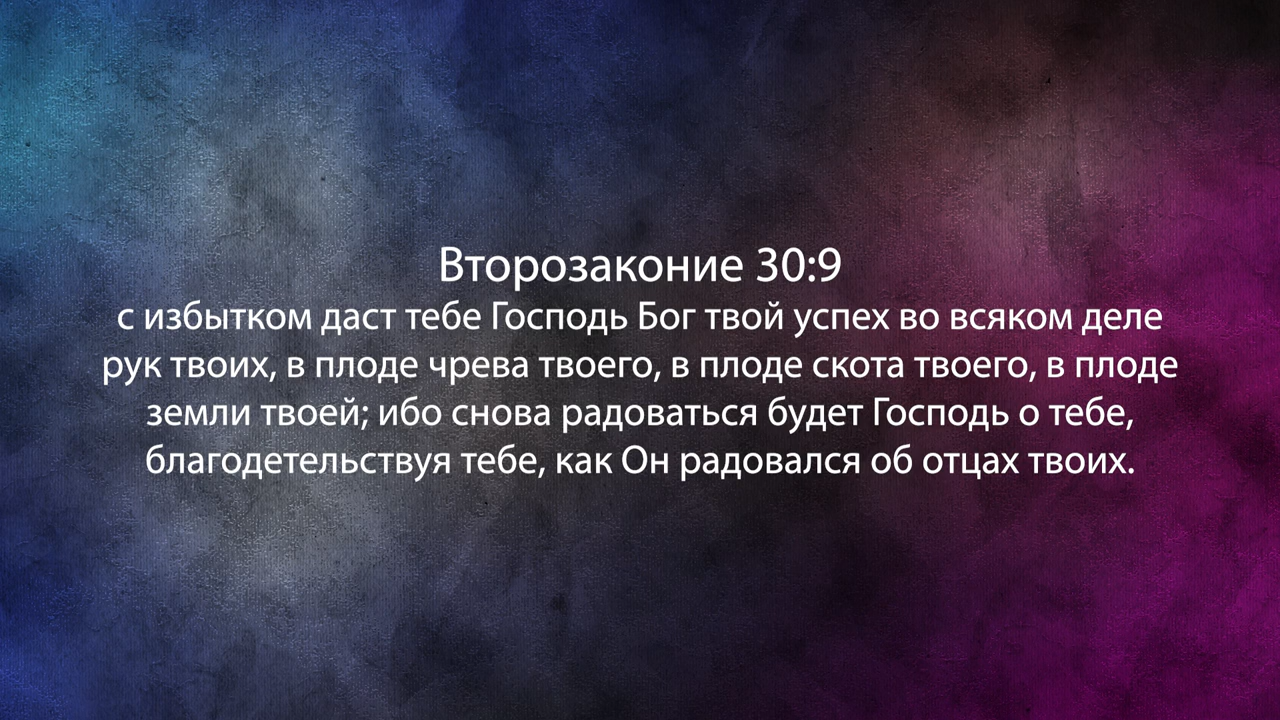 Второзаконие 30:9
с избытком даст тебе Господь Бог твой успех во всяком деле
рук твоих, в плоде чрева твоего, в плоде скота твоего, в плоде
земли твоей; ибо снова радоваться будет Господь о тебе,
благодетельствуя тебе, как Он радовался об отцах твоих.